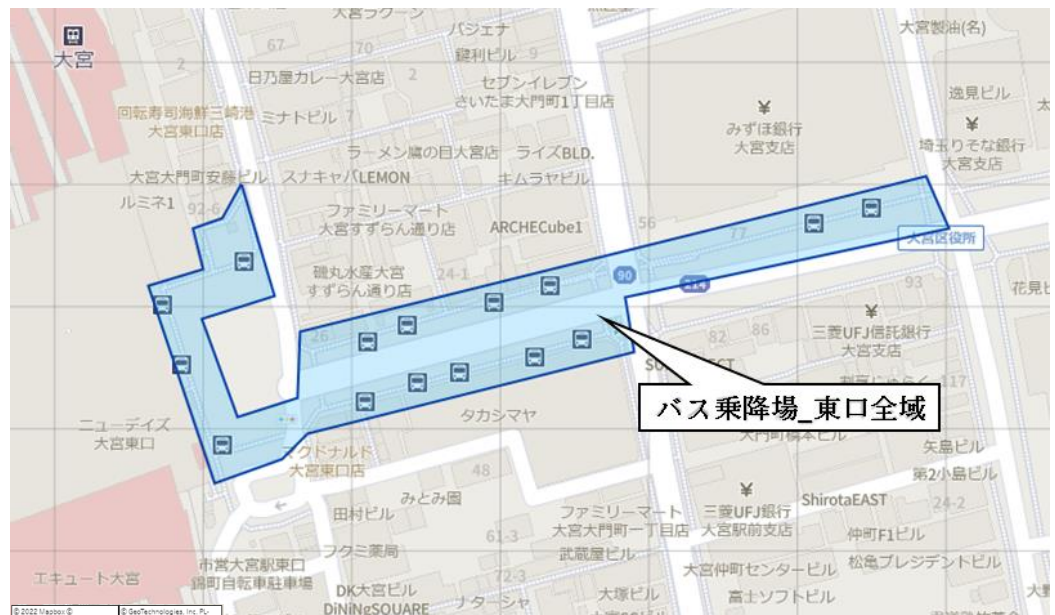 大宮ラクーン
パジェナ
大宮製油(名)
大宮
67
70
鍵利ビル
9
2
日乃屋カレー大宮店
2
セブンイレブン
さいたま大門町1丁目店
逸見ビル
回転寿司海鮮三崎港
大宮東口店
ミナトビル
7
みずほ銀行
大宮支店
埼玉りそな銀行
大宮支店
ラーメン鷹の目大宮店
ライズBLD.
大宮大門町安藤ビル
スナキャバLEMON
キムラヤビル
ルミネ1
92-6
ファミリーマート
大宮すずらん通り店
ARCHECube1
56
77
大宮区役所
磯丸水産大宮
すずらん通り店
24-1
90
214
93
花見ビ
26
82
86
三菱UFJ信託銀行
大宮支店
117
バス乗降場_東口全域
ニューデイズ
大宮東口
タカシマヤ
大門町橋本ビル
矢島ビル
マクドナルド
大宮東口店
48
第2小島ビル
みとみ園
田村ビル
ファミリーマート
大宮大門町一丁目店
三菱UFJ銀行
大宮駅前支店
ShirotaEAST
24-2
61-3
仲町F1ビル
フクミ薬局
武蔵屋ビル
市営大宮駅東口
錦町自転車駐車場
エキュート大宮
72-3
大宮仲町センタービル
松亀プレジデントビル
DK大宮ビル
DiNiNgSQUARE
ナターシャ
大塚ビル
富士ソフトビル
© 2022 Mapbox ©
© GeoTechnologies, Inc. PL-